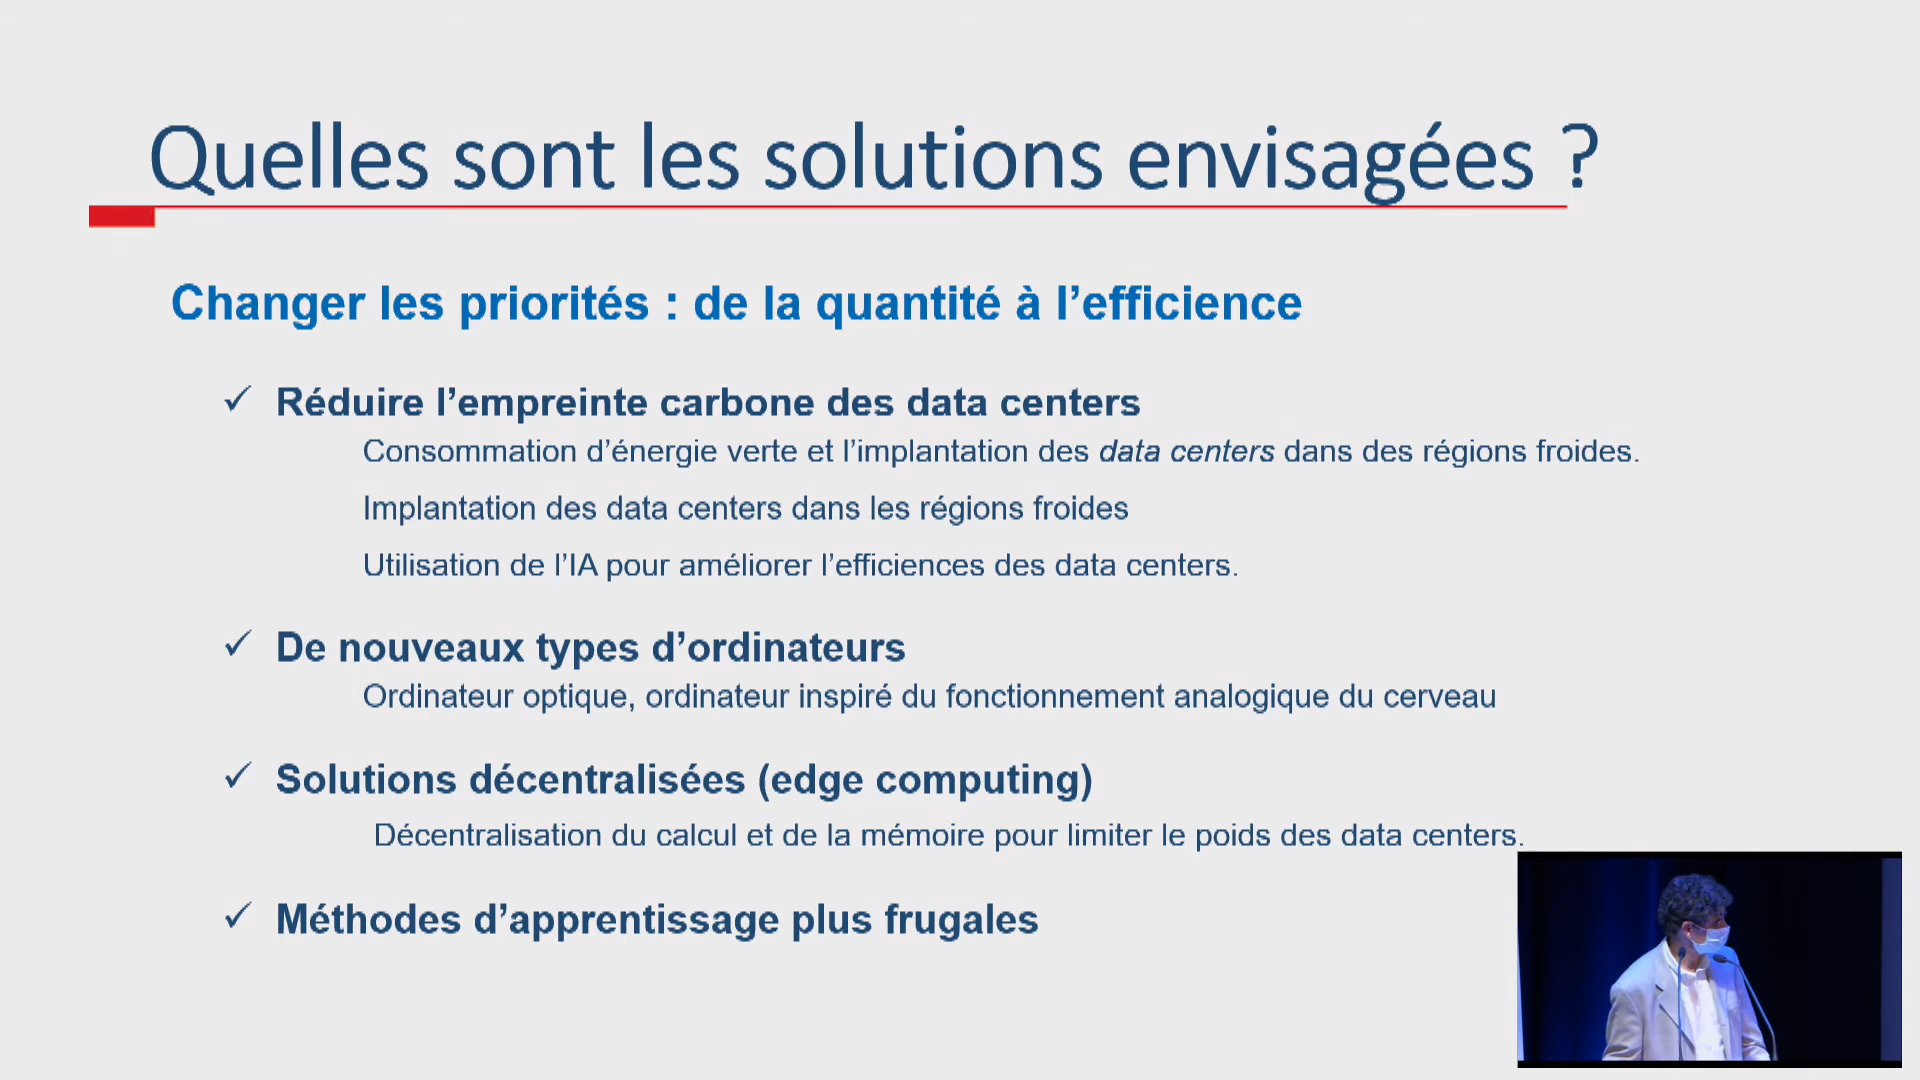 Quelles sont les solutions envisagées ?
Changer les priorités : de la quantité à l’efficience
✓ Réduire l’empreinte carbone des data centers
Consommation d’énergie verte et l’implantation des data centers dans des régions froides.
Implantation des data centers dans les régions froides
Utilisation de l’IA pour améliorer l’efficiences des data centers.
✓ De nouveaux types d’ordinateurs
Ordinateur optique, ordinateur inspiré du fonctionnement analogique du cerveau
✓ Solutions décentralisées (edge computing)
Décentralisation du calcul et de la mémoire pour limiter le poids des data centers.
✓ Méthodes d’apprentissage plus frugales